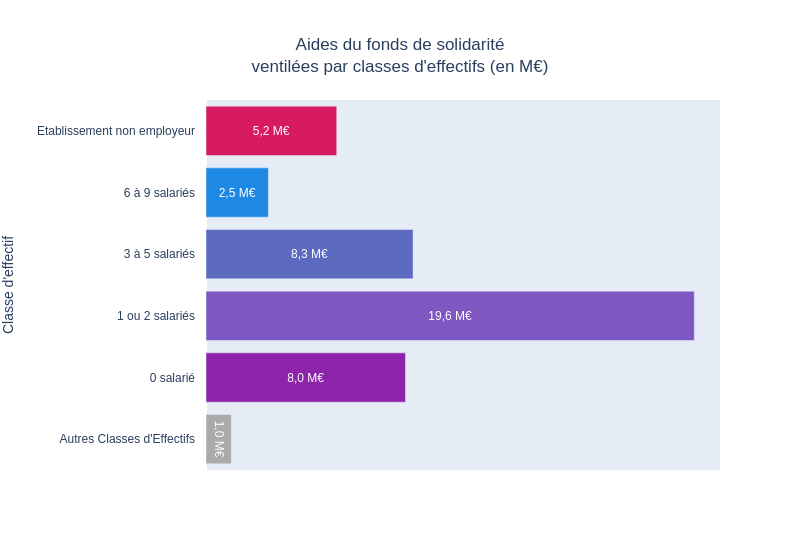 Aides du fonds de solidarité
ventilées par classes d'effectifs (en M€)
Classe d'effectif
Etablissement non employeur
5,2 M€
6 à 9 salariés
2,5 M€
3 à 5 salariés
8,3 M€
1 ou 2 salariés
19,6 M€
0 salarié
8,0 M€
Autres Classes d'Effectifs
1,0 M€